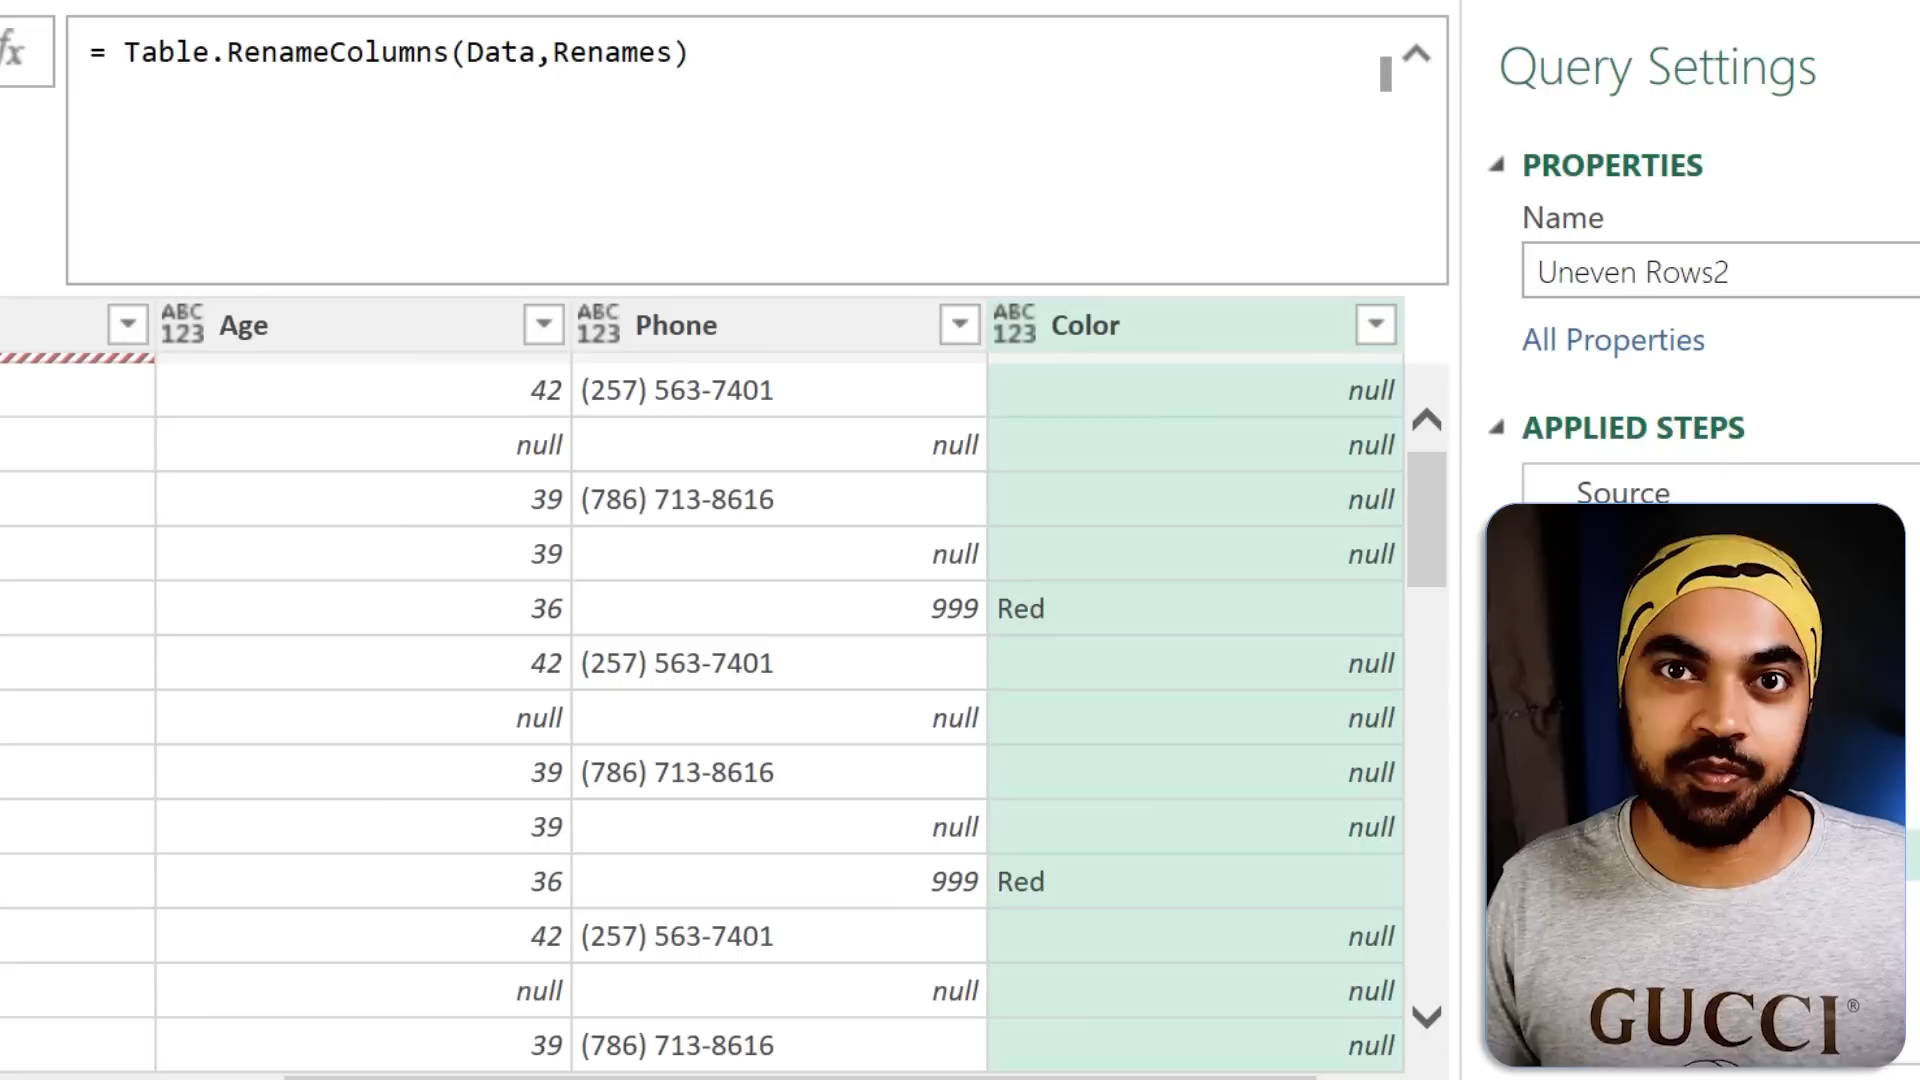 fx
= Table.RenameColumns(Data,Renames)
Query Settings
PROPERTIES
Name
Uneven Rows2
All Properties
APPLIED STEPS
Source
ABC 123 Age ABC 123 Phone ABC 123 Color
42 (257) 563-7401 null
null null null
39 (786) 713-8616 null
39 null null
36 999 Red
42 (257) 563-7401 null
null null null
39 (786) 713-8616 null
39 null null
36 999 Red
42 (257) 563-7401 null
null null null
39 (786) 713-8616 null
GUCCI®